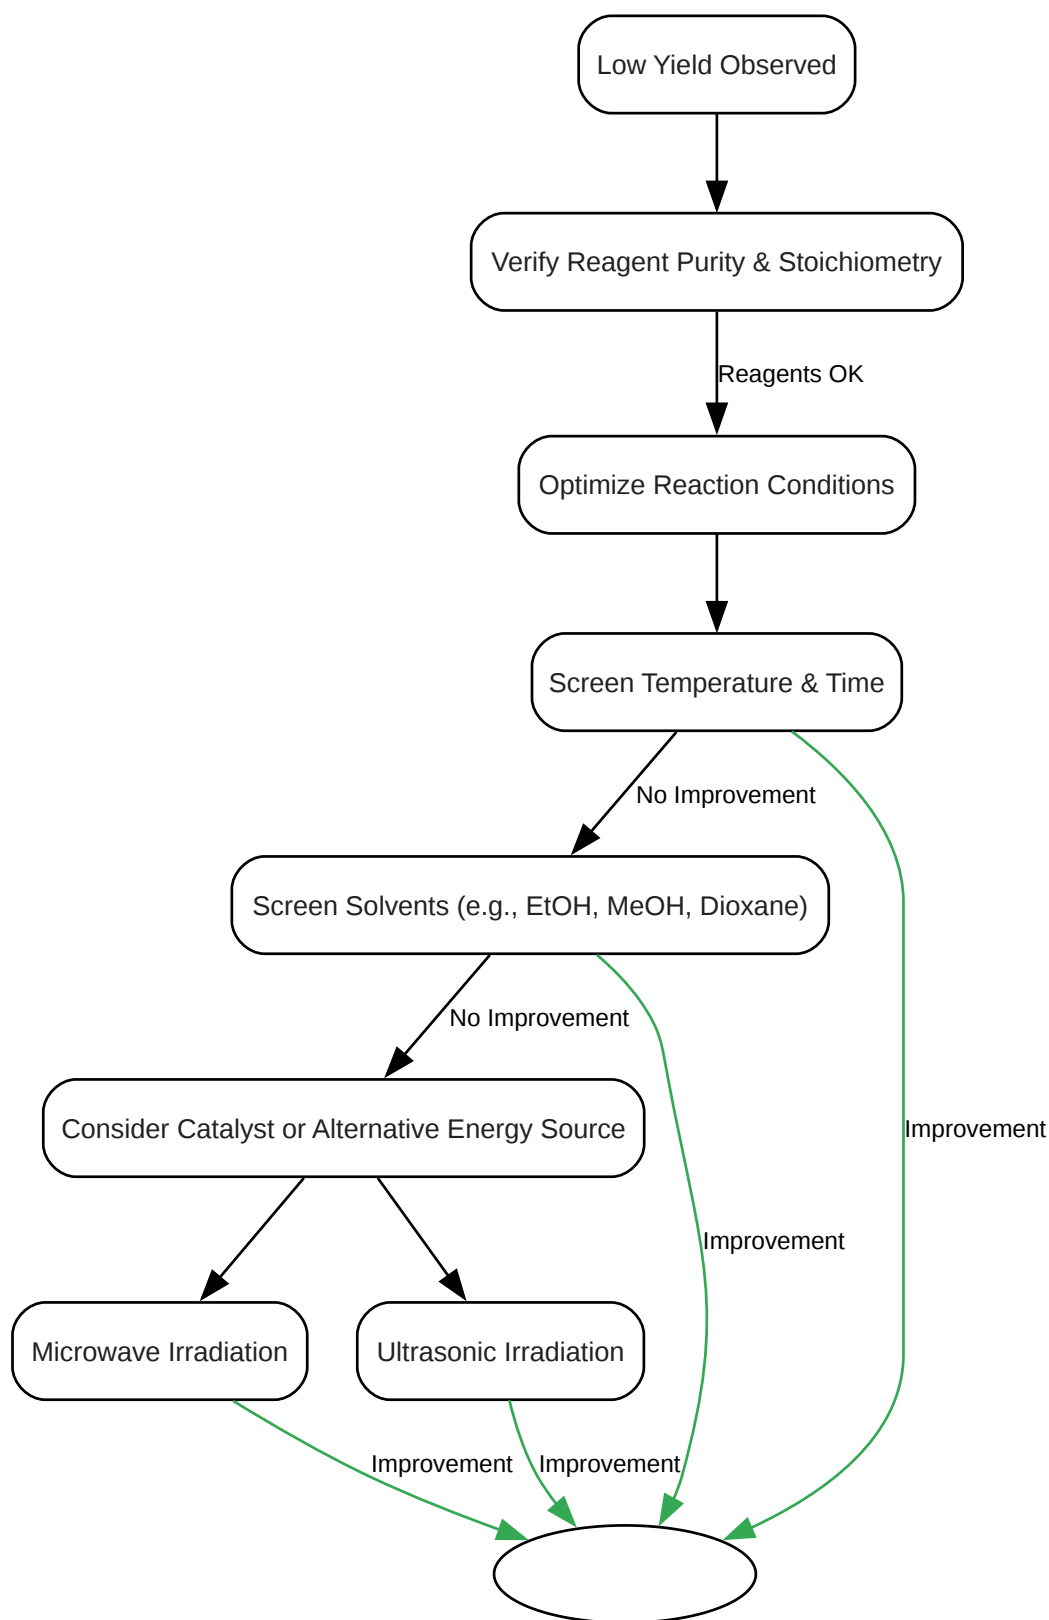 Low Yield Observed
Verify Reagent Purity & Stoichiometry
Reagents OK
Optimize Reaction Conditions
Screen Temperature & Time
No Improvement
Screen Solvents (e.g., EtOH, MeOH, Dioxane)
No Improvement
Consider Catalyst or Alternative Energy Source
Improvement
Improvement
Microwave Irradiation
Ultrasonic Irradiation
Improvement
Improvement